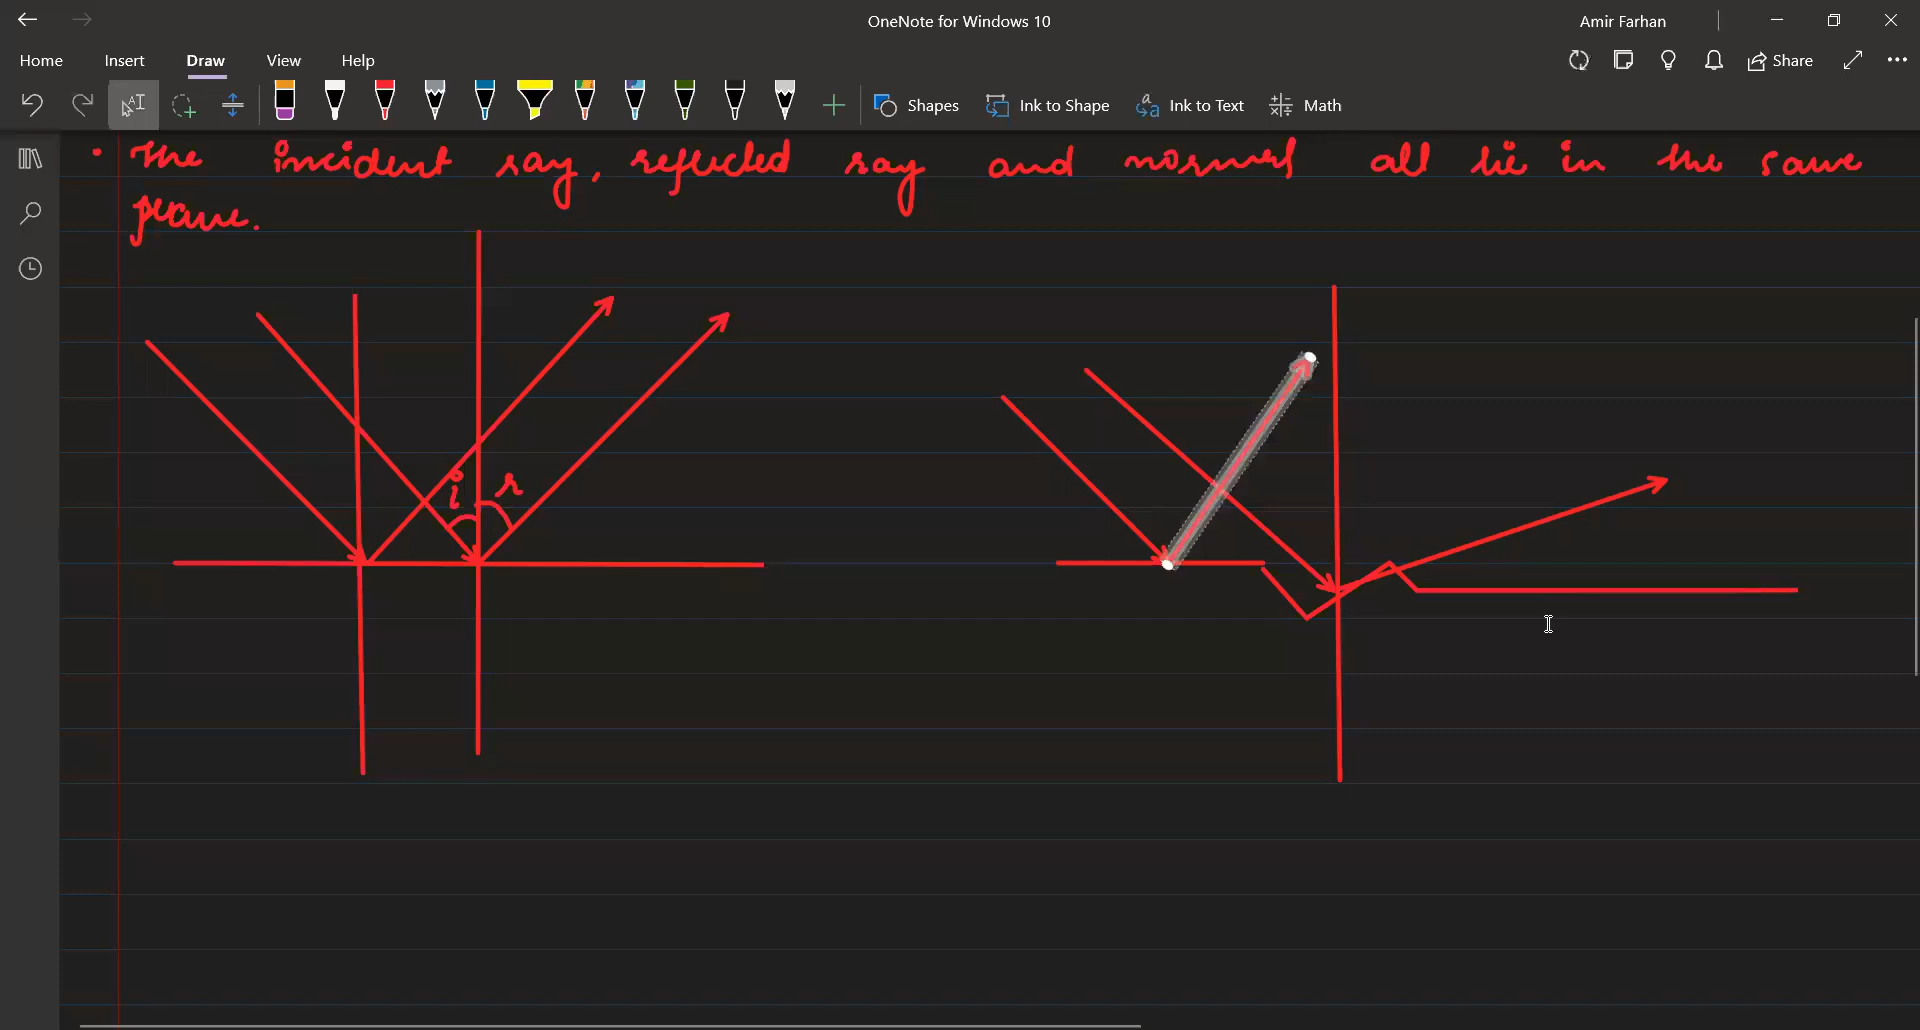 OneNote for Windows 10
Amir Farhan
Home Insert Draw View Help
Share
Shapes Ink to Shape Ink to Text Math
• The incident ray, reflected ray and normal all lie in the same
plane.
i r